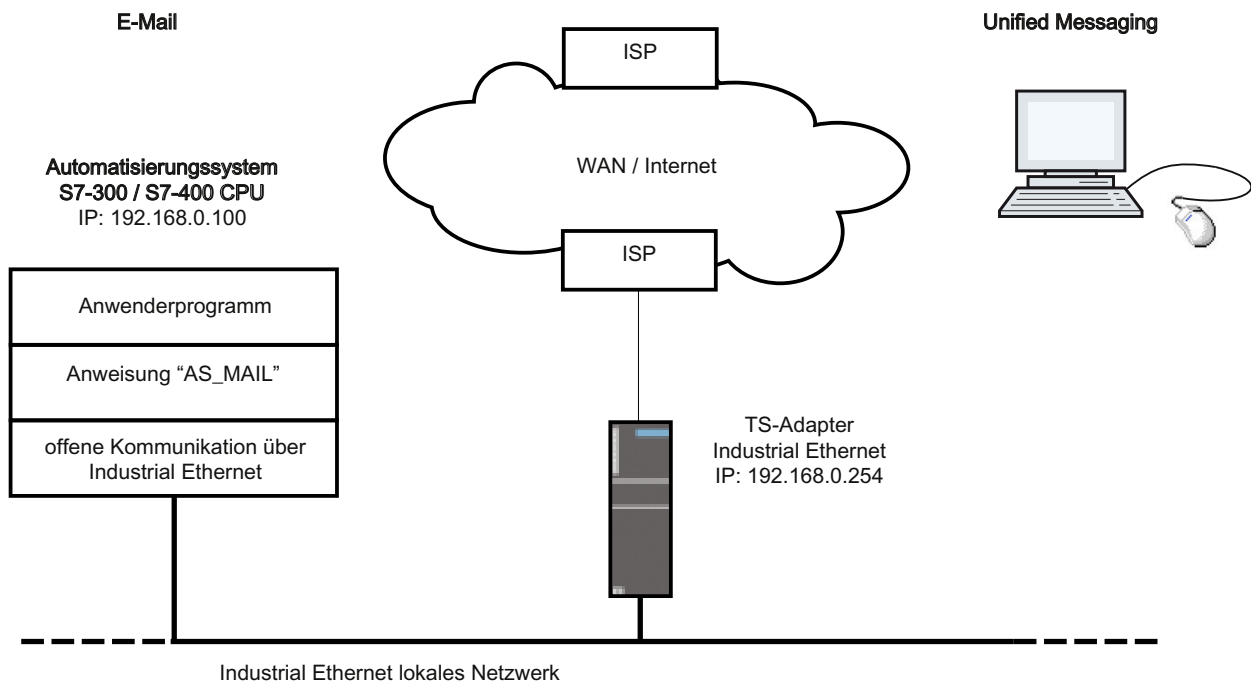 E-Mail
Unified Messaging
ISP
WAN / Internet
ISP
Automatisierungssystem
S7-300 / S7-400 CPU
IP: 192.168.0.100
Anwenderprogramm
Anweisung “AS_MAIL”
offene Kommunikation über
Industrial Ethernet
TS-Adapter
Industrial Ethernet
IP: 192.168.0.254
Industrial Ethernet lokales Netzwerk